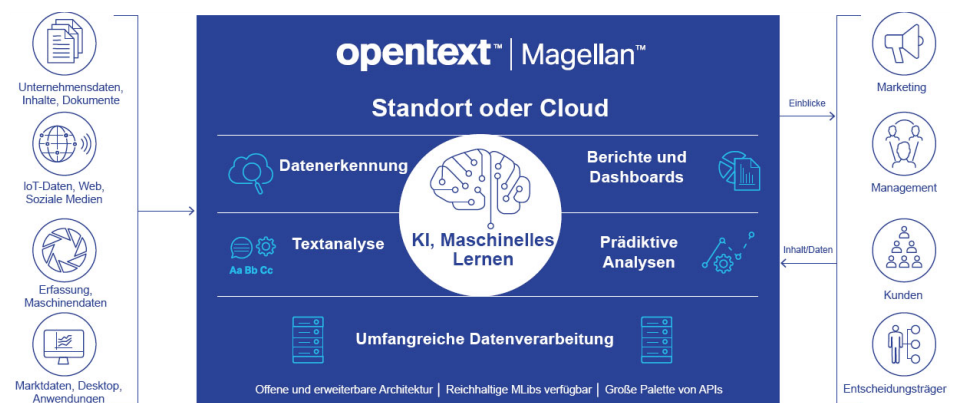 Unternehmensdaten,
Inhalte, Dokumente
IoT-Daten, Web,
Soziale Medien
Erfassung,
Maschinendaten
Marktdaten, Desktop,
Anwendungen
opentext™ | Magellan™
Standort oder Cloud
Datenerkennung
Berichte und
Dashboards
Textanalyse
Aa Bb Cc
KI, Maschinelles
Lernen
Prädiktive
Analysen
Umfangreiche Datenverarbeitung
Offene und erweiterbare Architektur | Reichhaltige MLibs verfügbar | Große Palette von APIs
Einblicke
Inhalt/Daten
Marketing
Management
Kunden
Entscheidungsträger